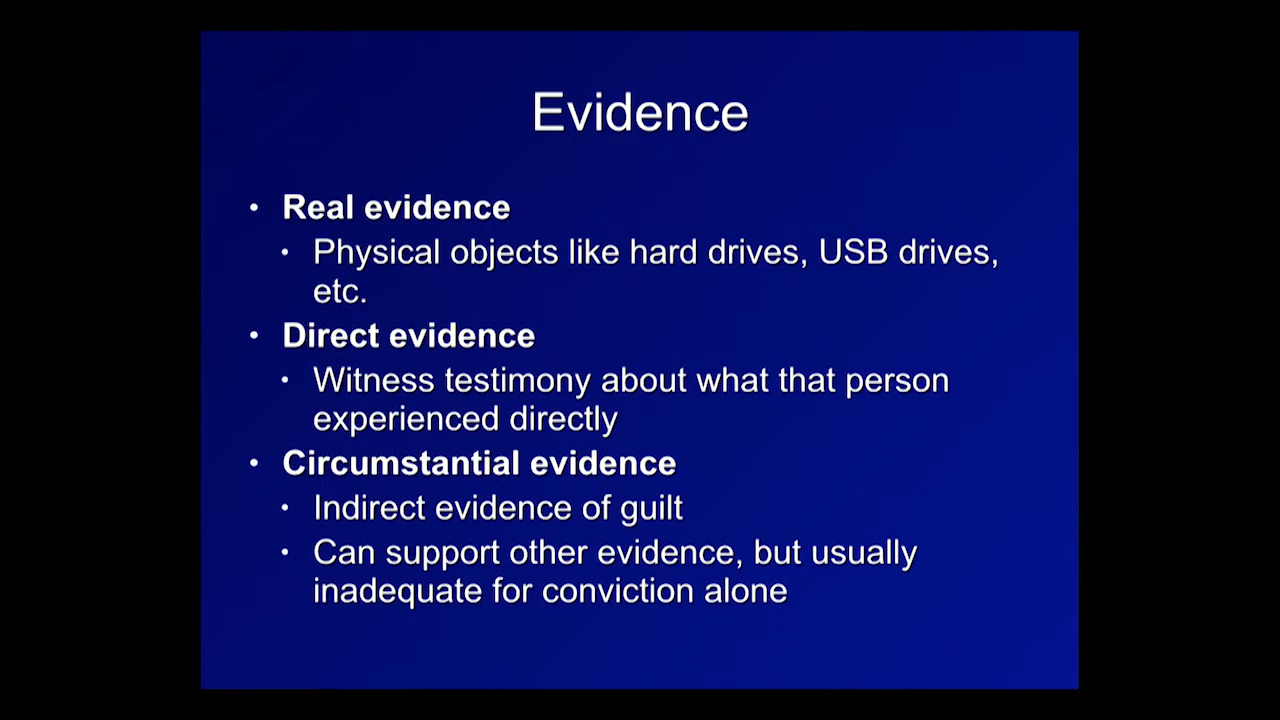 Evidence
• Real evidence
• Physical objects like hard drives, USB drives,
etc.
• Direct evidence
• Witness testimony about what that person
experienced directly
• Circumstantial evidence
• Indirect evidence of guilt
• Can support other evidence, but usually
inadequate for conviction alone